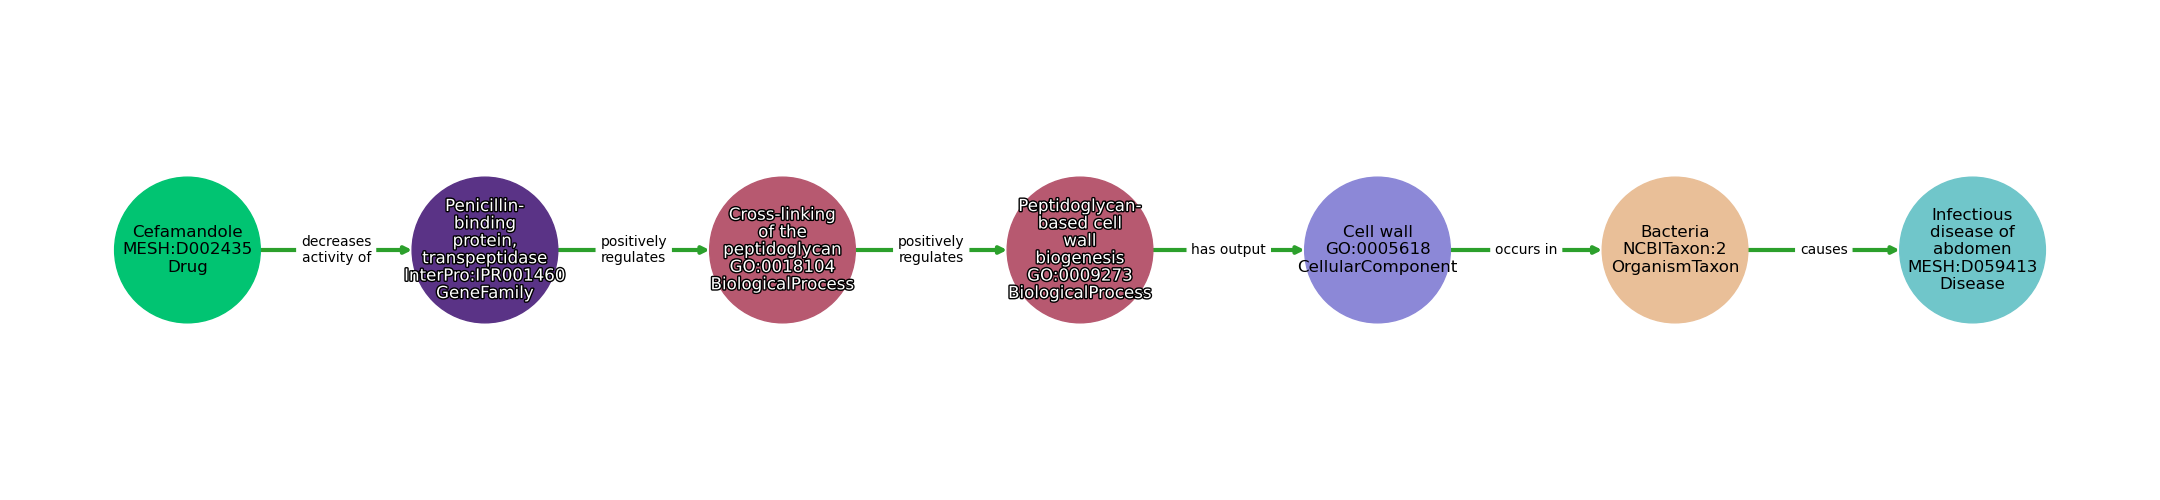 Cefamandole
MESH:D002435
Drug
decreases
activity of
Penicillin-
binding
protein,
transpeptidase
InterPro:IPR001460
GeneFamily
positively
regulates
Cross-linking
of the
peptidoglycan
GO:0018104
BiologicalProcess
positively
regulates
Peptidoglycan-
based cell
wall
biogenesis
GO:0009273
BiologicalProcess
has output
Cell wall
GO:0005618
CellularComponent
occurs in
Bacteria
NCBITaxon:2
OrganismTaxon
causes
Infectious
disease of
abdomen
MESH:D059413
Disease